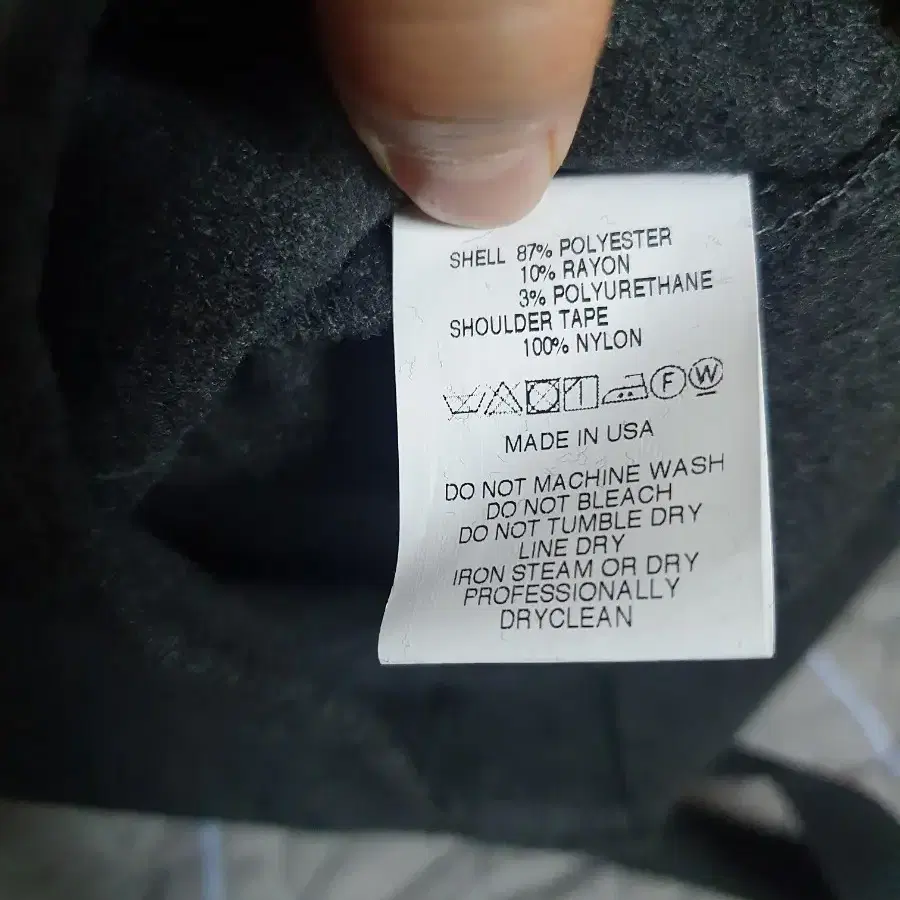 SHELL 87% POLYESTER
10% RAYON
3% POLYURETHANE
SHOULDER TAPE
100% NYLON
F W
MADE IN USA
DO NOT MACHINE WASH
DO NOT BLEACH
DO NOT TUMBLE DRY
LINE DRY
IRON STEAM OR DRY
PROFESSIONALLY
DRYCLEAN